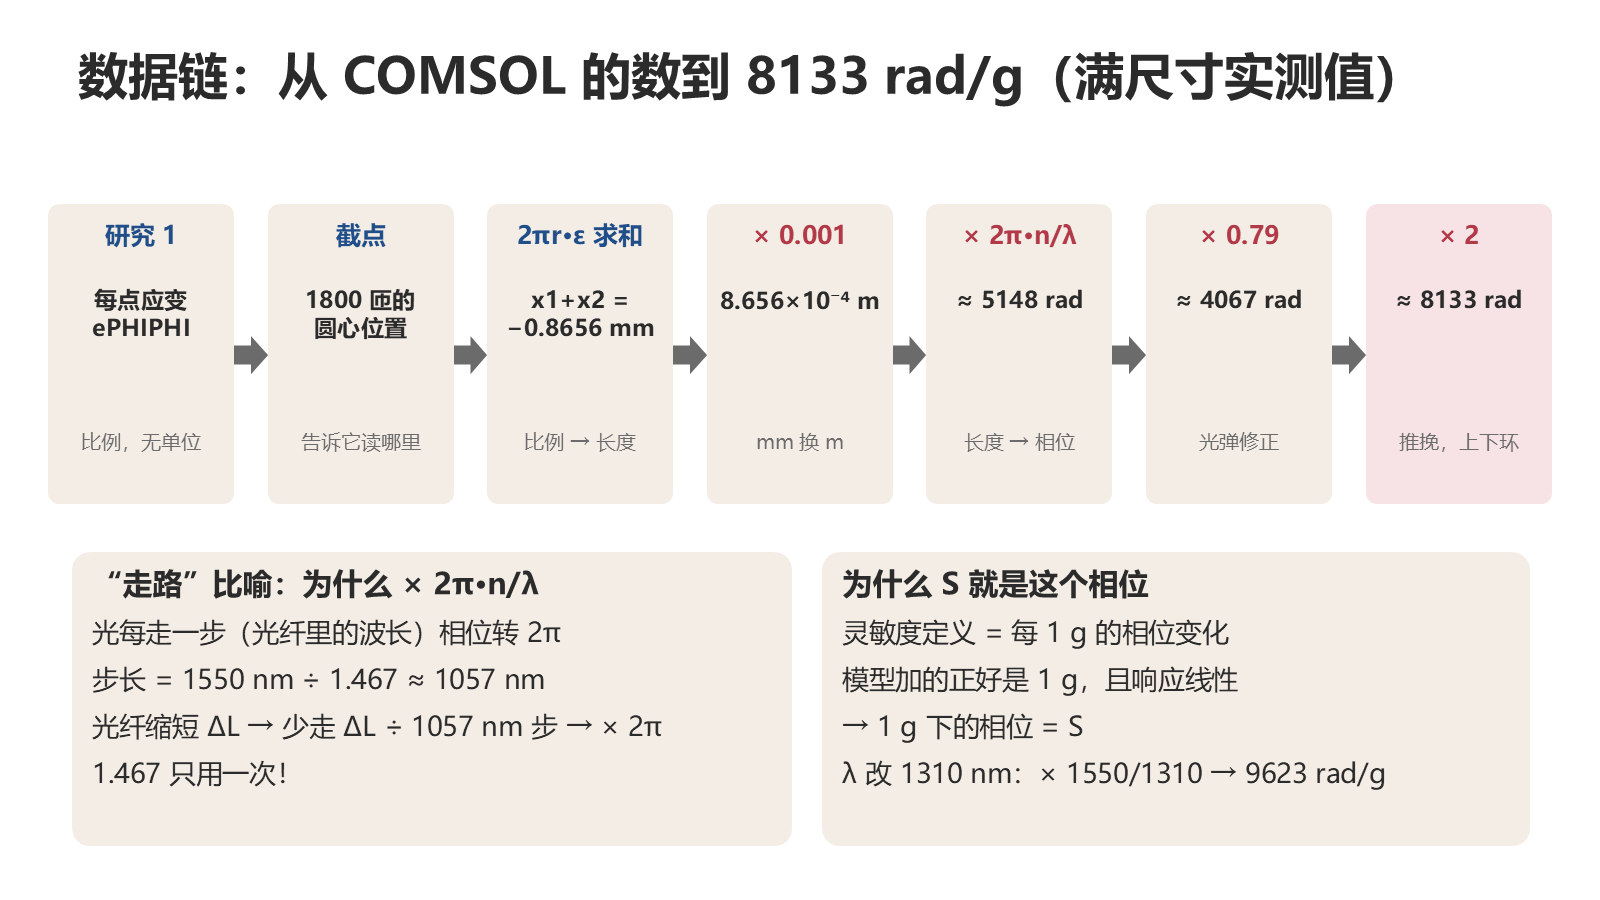 数据链：从 COMSOL 的数到 8133 rad/g（满尺寸实测值）
研究 1
每点应变
ePHIPHI
比例，无单位
截点
1800 匝的
圆心位置
告诉它读哪里
2πr•ε 求和
x1+x2 =
−0.8656 mm
比例 → 长度
× 0.001
8.656×10⁻⁴ m
mm 换 m
× 2π•n/λ
≈ 5148 rad
长度 → 相位
× 0.79
≈ 4067 rad
光弹修正
× 2
≈ 8133 rad
推挽，上下环
“走路”比喻：为什么 × 2π•n/λ
光每走一步（光纤里的波长）相位转 2π
步长 = 1550 nm ÷ 1.467 ≈ 1057 nm
光纤缩短 ΔL → 少走 ΔL ÷ 1057 nm 步 → × 2π
1.467 只用一次！
为什么 S 就是这个相位
灵敏度定义 = 每 1 g 的相位变化
模型加的正好是 1 g，且响应线性
→ 1 g 下的相位 = S
λ 改 1310 nm：× 1550/1310 → 9623 rad/g